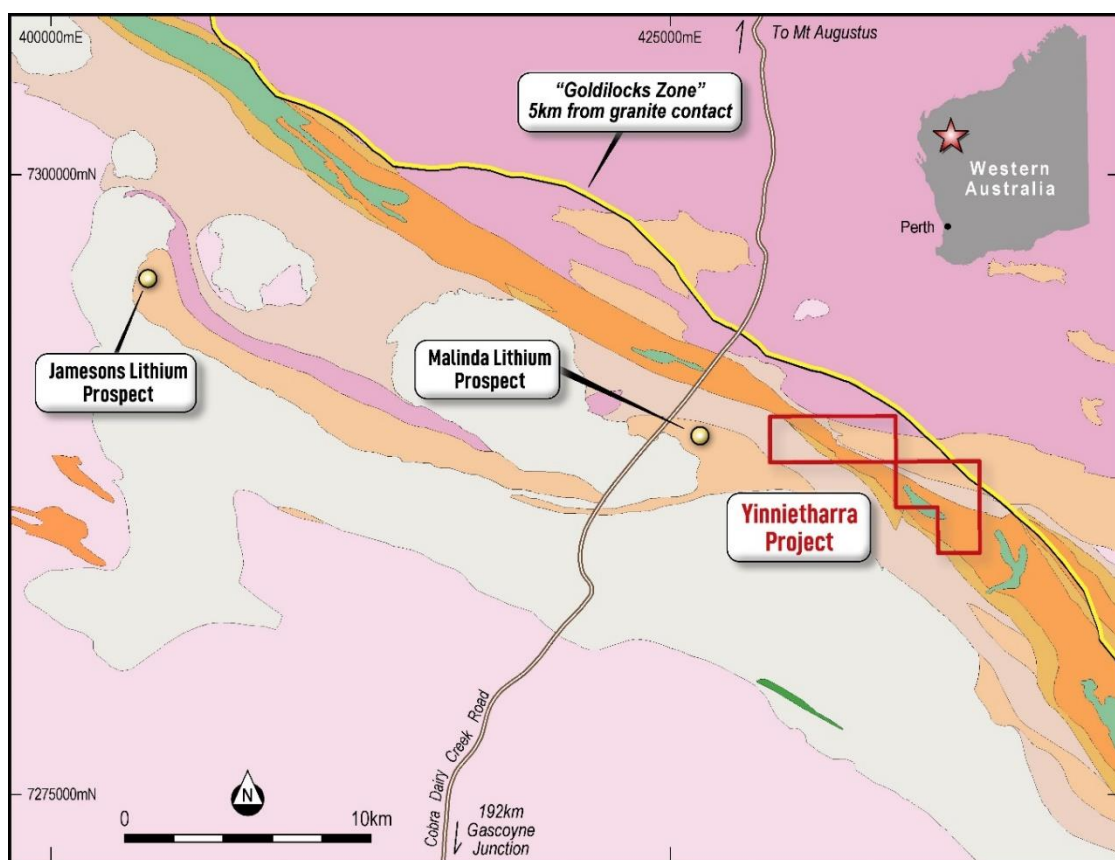 400000mE
425000mE
To Mt Augustus
"Goldilocks Zone"
5km from granite contact
7300000mN
Western
Australia
Perth
Jamesons Lithium
Prospect
Malinda Lithium
Prospect
Yinnietharra
Project
Cobra Dairy Creek Road
7275000mN
N
0
10km
192km
Gascoyne
Junction